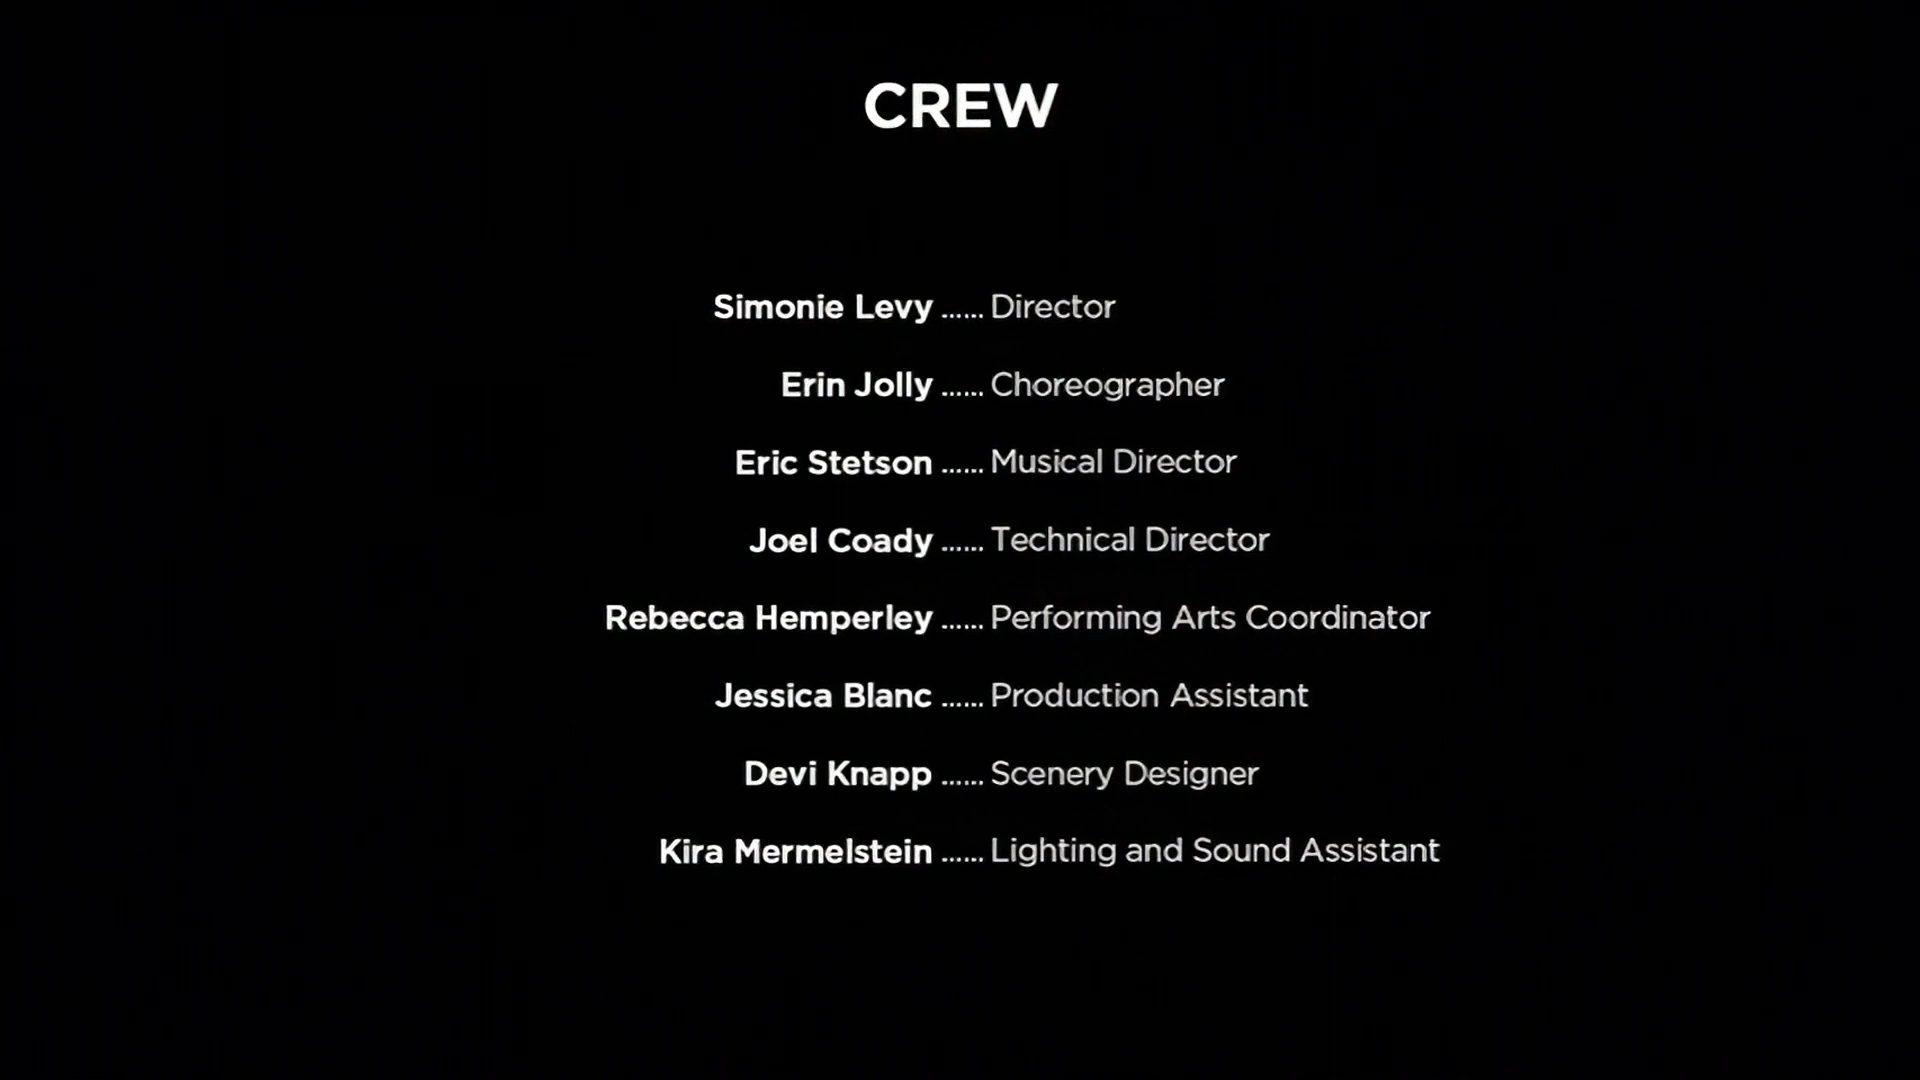 CREW
Simonie Levy ...... Director
Erin Jolly ...... Choreographer
Eric Stetson ...... Musical Director
Joel Coady ...... Technical Director
Rebecca Hemperley ...... Performing Arts Coordinator
Jessica Blanc ...... Production Assistant
Devi Knapp ...... Scenery Designer
Kira Mermelstein ...... Lighting and Sound Assistant